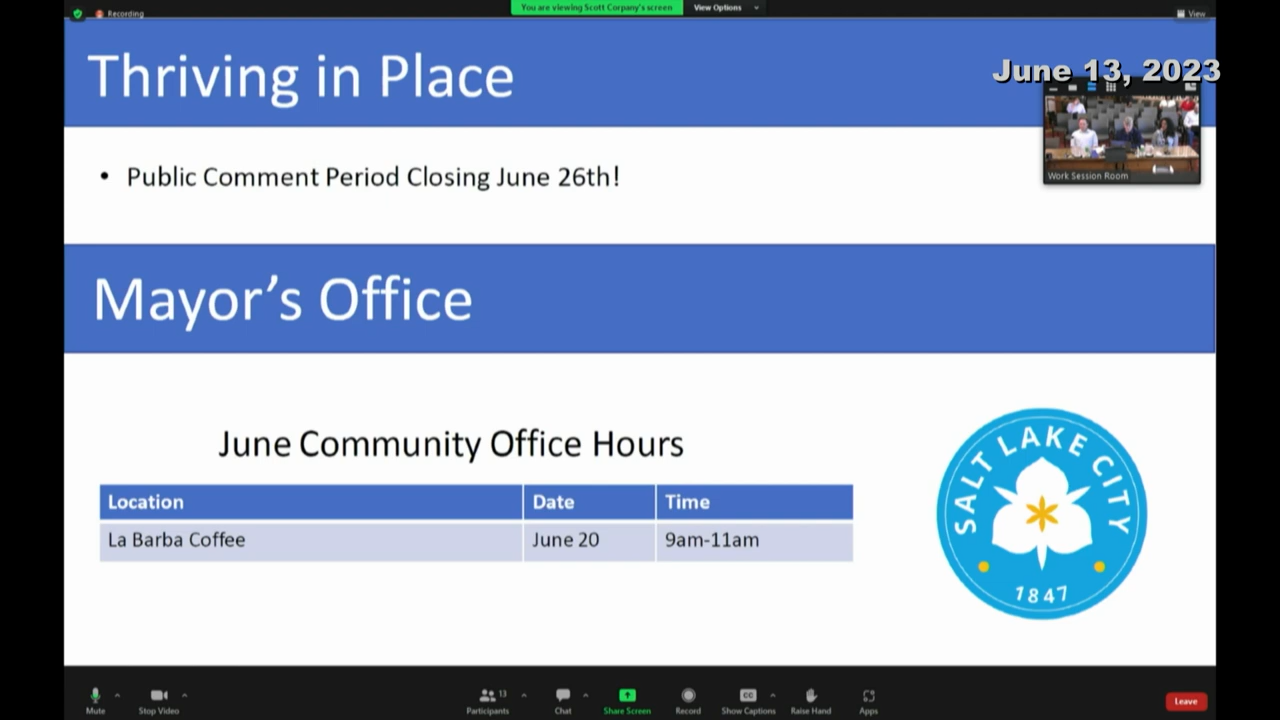 Recording
You are viewing Scott Corpany's screen
View Options
View
Thriving in Place
June 13, 2023
Work Session Room
• Public Comment Period Closing June 26th!
Mayor's Office
June Community Office Hours
Location Date Time
La Barba Coffee June 20 9am-11am
SALT LAKE CITY
1847
Mute
Stop Video
13
Participants
Chat
Share Screen
Record
CC
Show Captions
Raise Hand
Apps
Leave